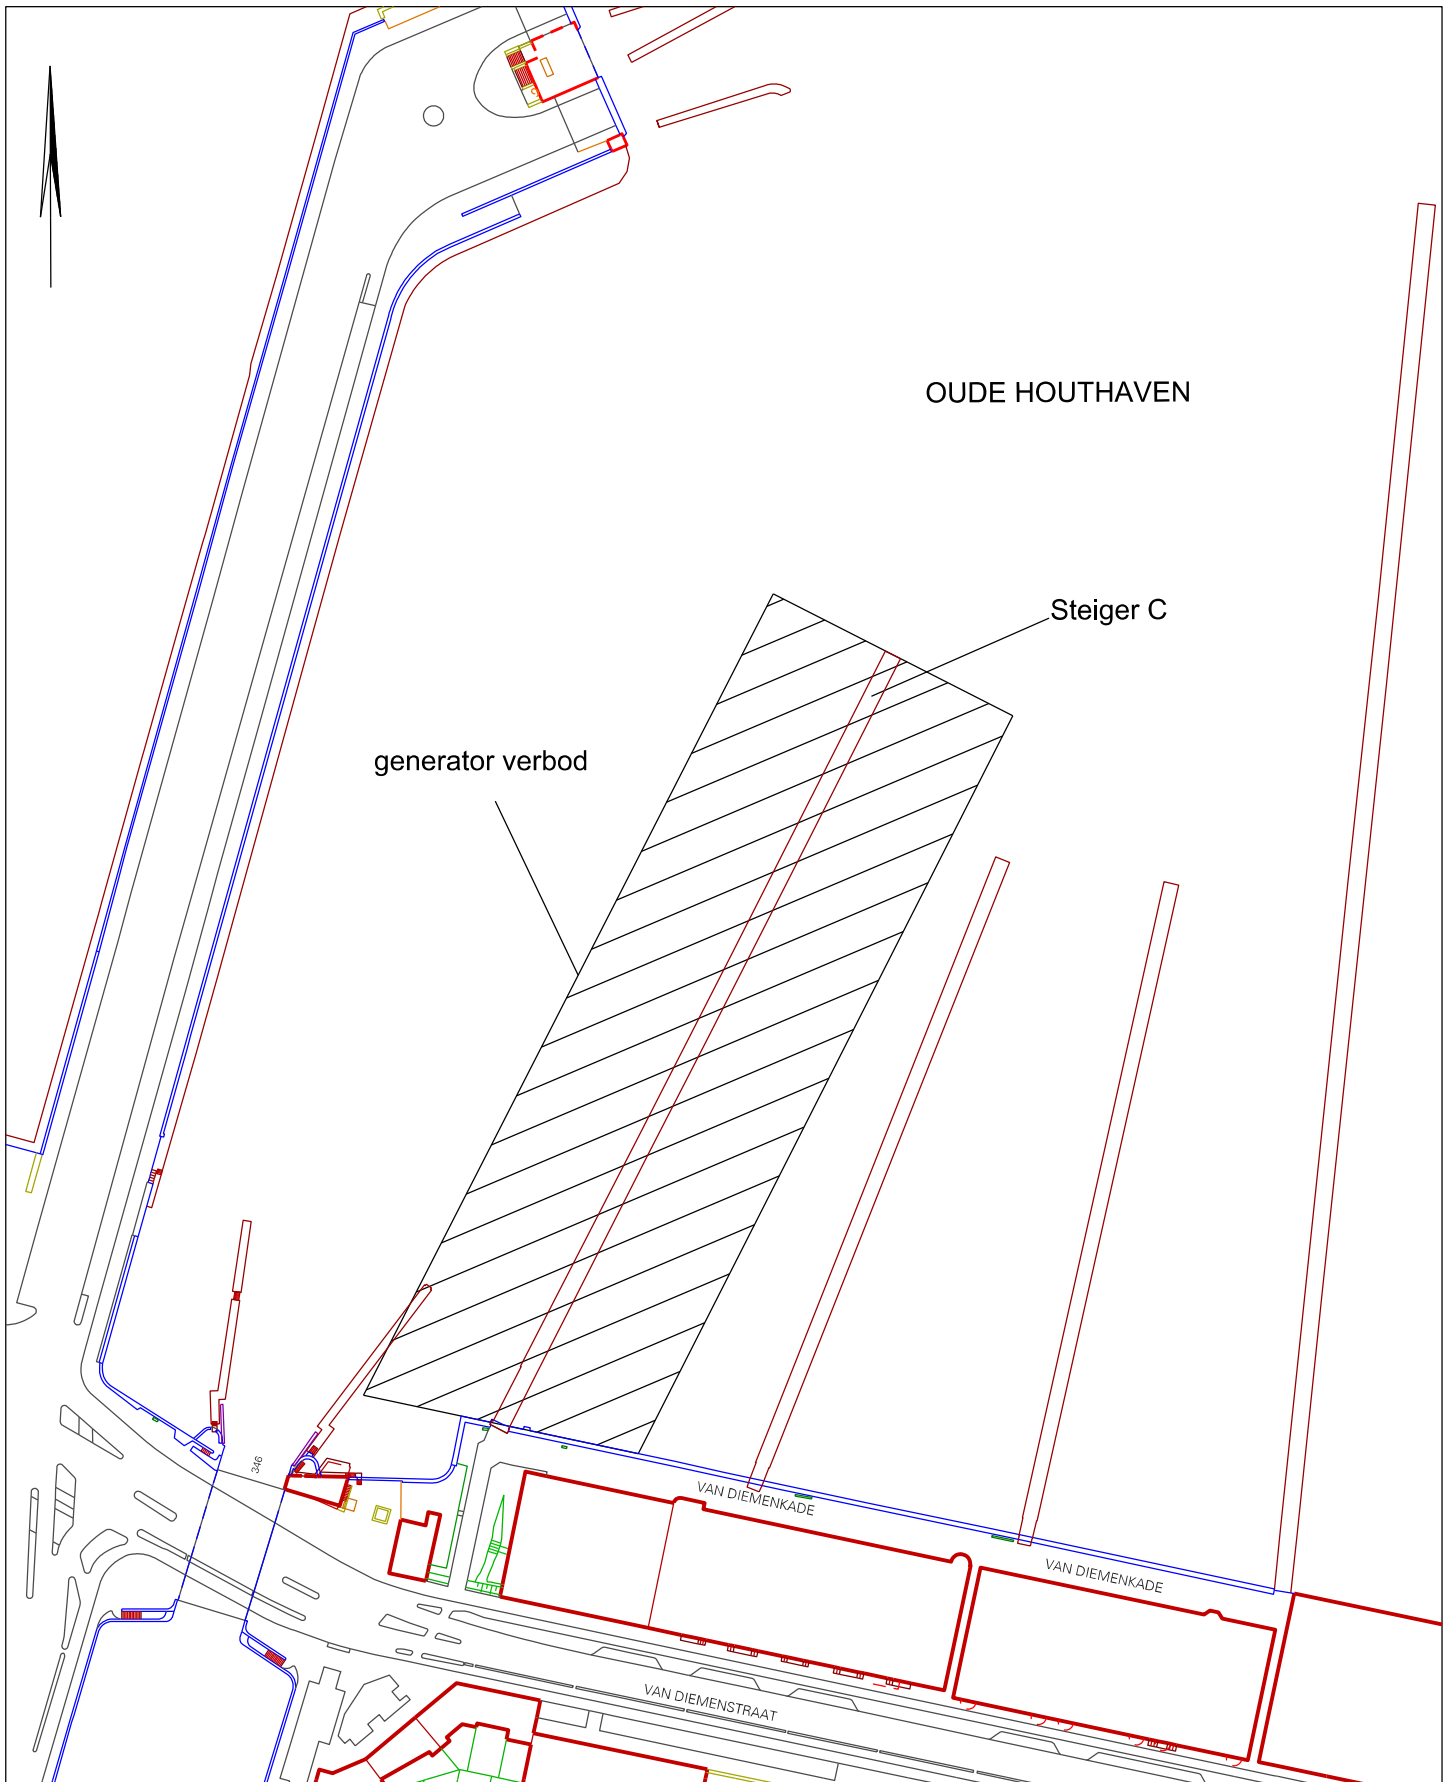 OUDE HOUTHAVEN
Steiger C
generator verbod
346
VAN DIEMENKADE
VAN DIEMENKADE
VAN DIEMENSTRAAT